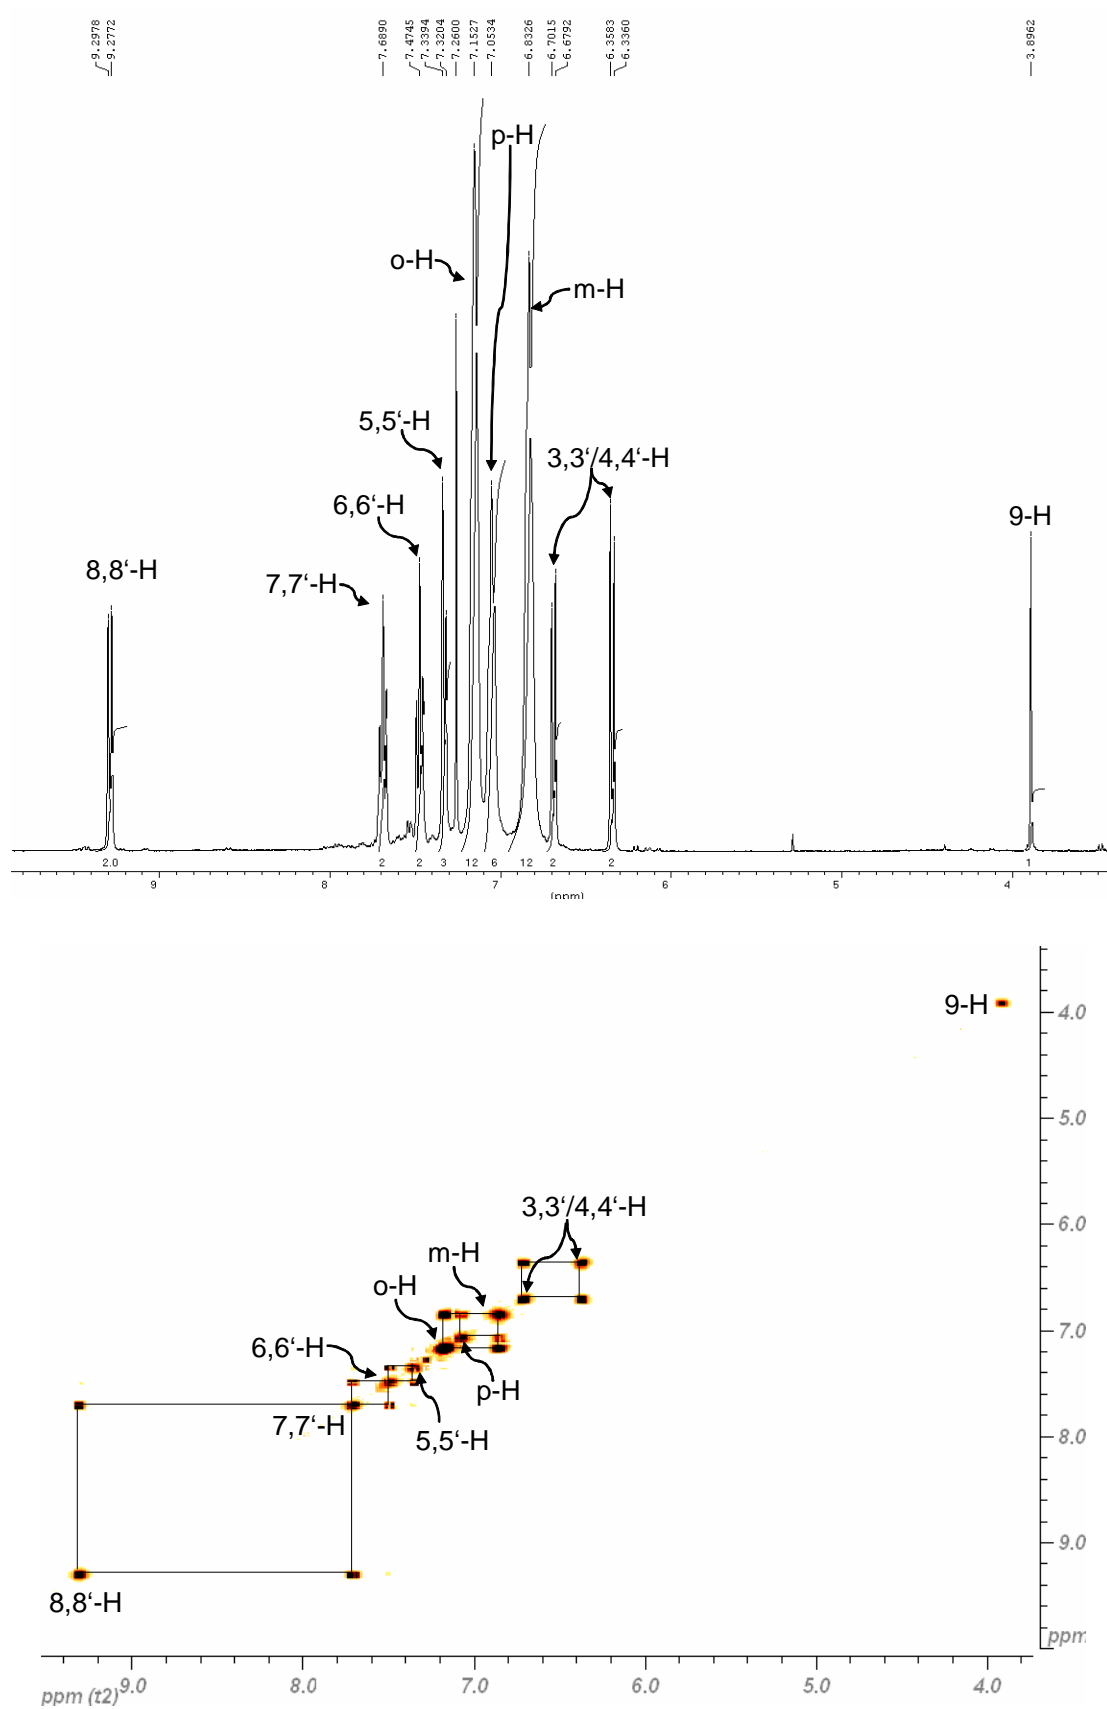 9.2978
9.2772
7.6890
7.4745
7.3394
7.3204
7.2600
7.1527
7.0534
6.8326
6.7015
6.6792
6.3583
6.3360
3.8962
p-H
o-H
m-H
5,5‘-H
3,3‘/4,4‘-H
6,6‘-H
9-H
8,8‘-H
7,7‘-H
2.0 2 2 3 12 6 12 2 2 1
9 8 7 6 5 4
(ppm)
9-H
4.0
5.0
3,3‘/4,4‘-H
6.0
m-H
o-H
7.0
6,6‘-H
p-H
7,7‘-H
5,5‘-H
8.0
9.0
8,8‘-H
ppm
ppm (t2) 9.0 8.0 7.0 6.0 5.0 4.0